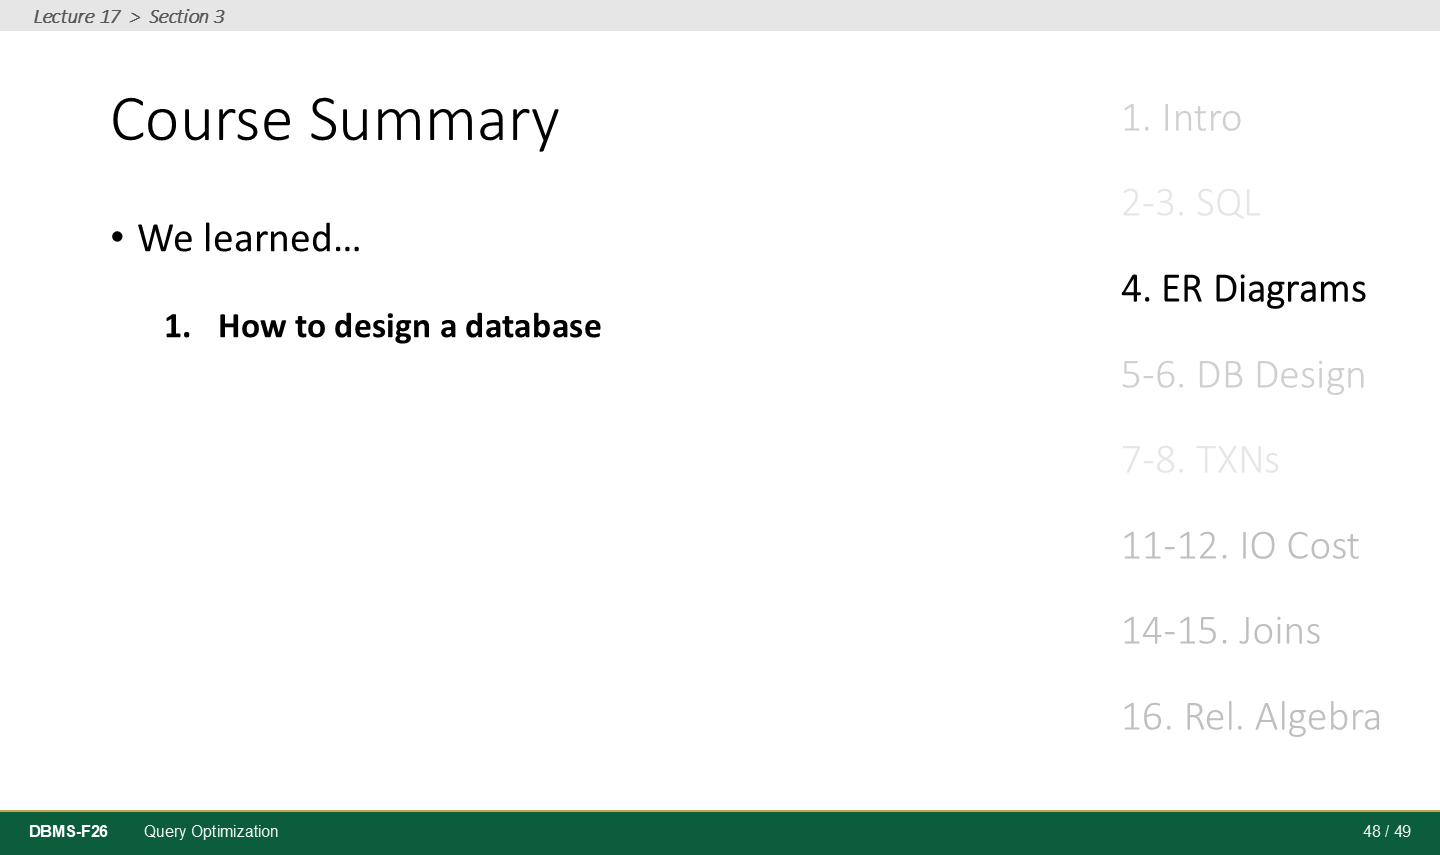 Lecture 17 > Section 3
Course Summary
• We learned...
1. How to design a database
1. Intro
2-3. SQL
4. ER Diagrams
5-6. DB Design
7-8. TXNs
11-12. IO Cost
14-15. Joins
16. Rel. Algebra
DBMS-F26 Query Optimization 48 / 49